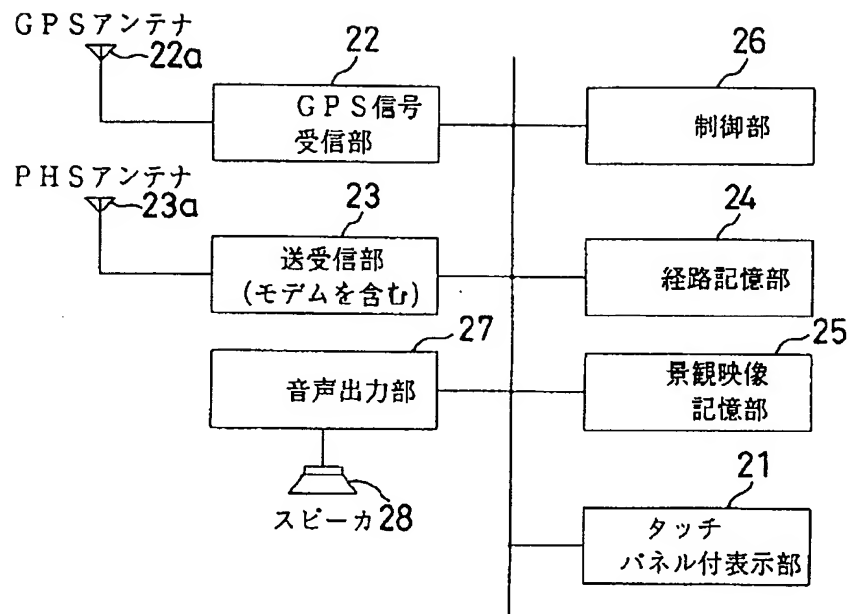 GPSアンテナ
22a
22
GPS信号
受信部
26
制御部
PHSアンテナ
23a
23
送受信部
(モデムを含む)
24
経路記憶部
27
音声出力部
25
景観映像
記憶部
スピーカ28
21
タッチ
パネル付表示部